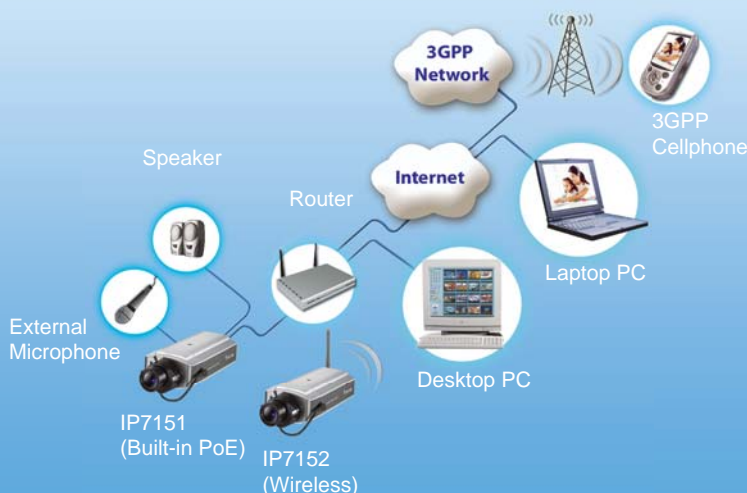 3GPP
Network
3GPP
Cellphone
Speaker
Internet
Router
Laptop PC
External
Microphone
Desktop PC
IP7151
(Built-in PoE)
IP7152
(Wireless)